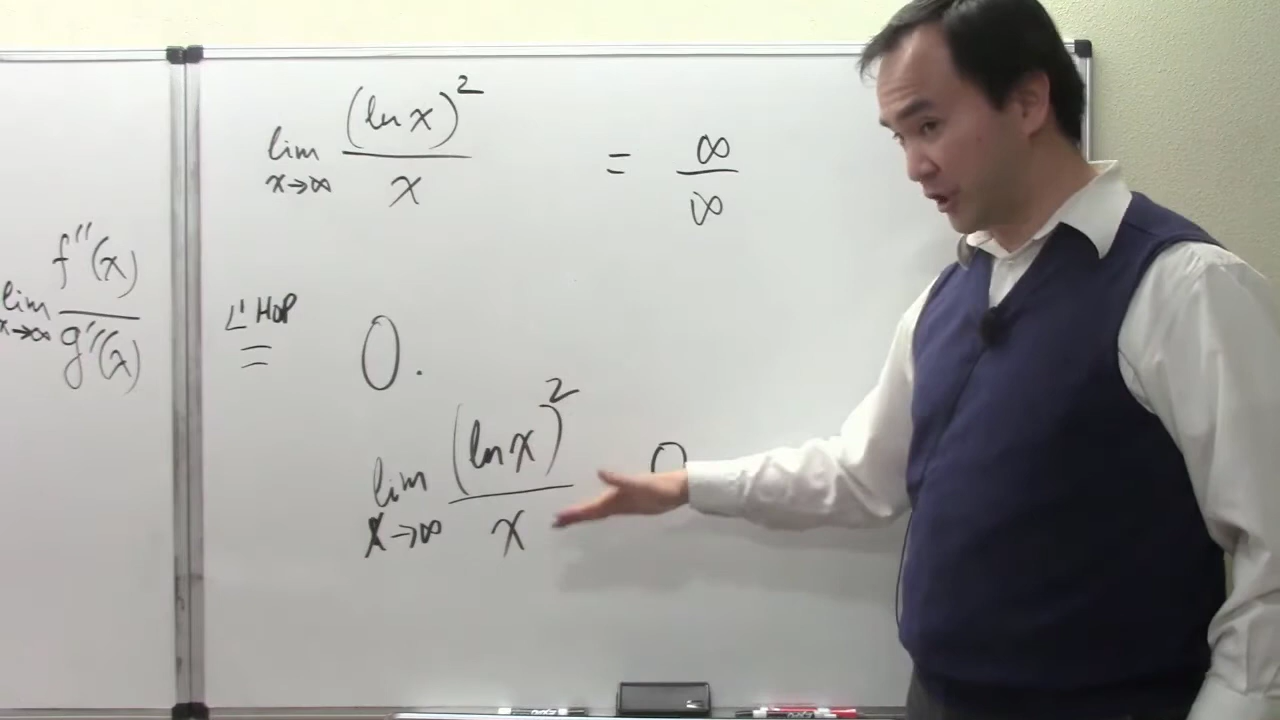 lim x→∞ f''(x) / g''(x)
lim x→∞ (ln x)² / x = ∞ / ∞
L'HOP = 0.
lim x→∞ (ln x)² / x 0